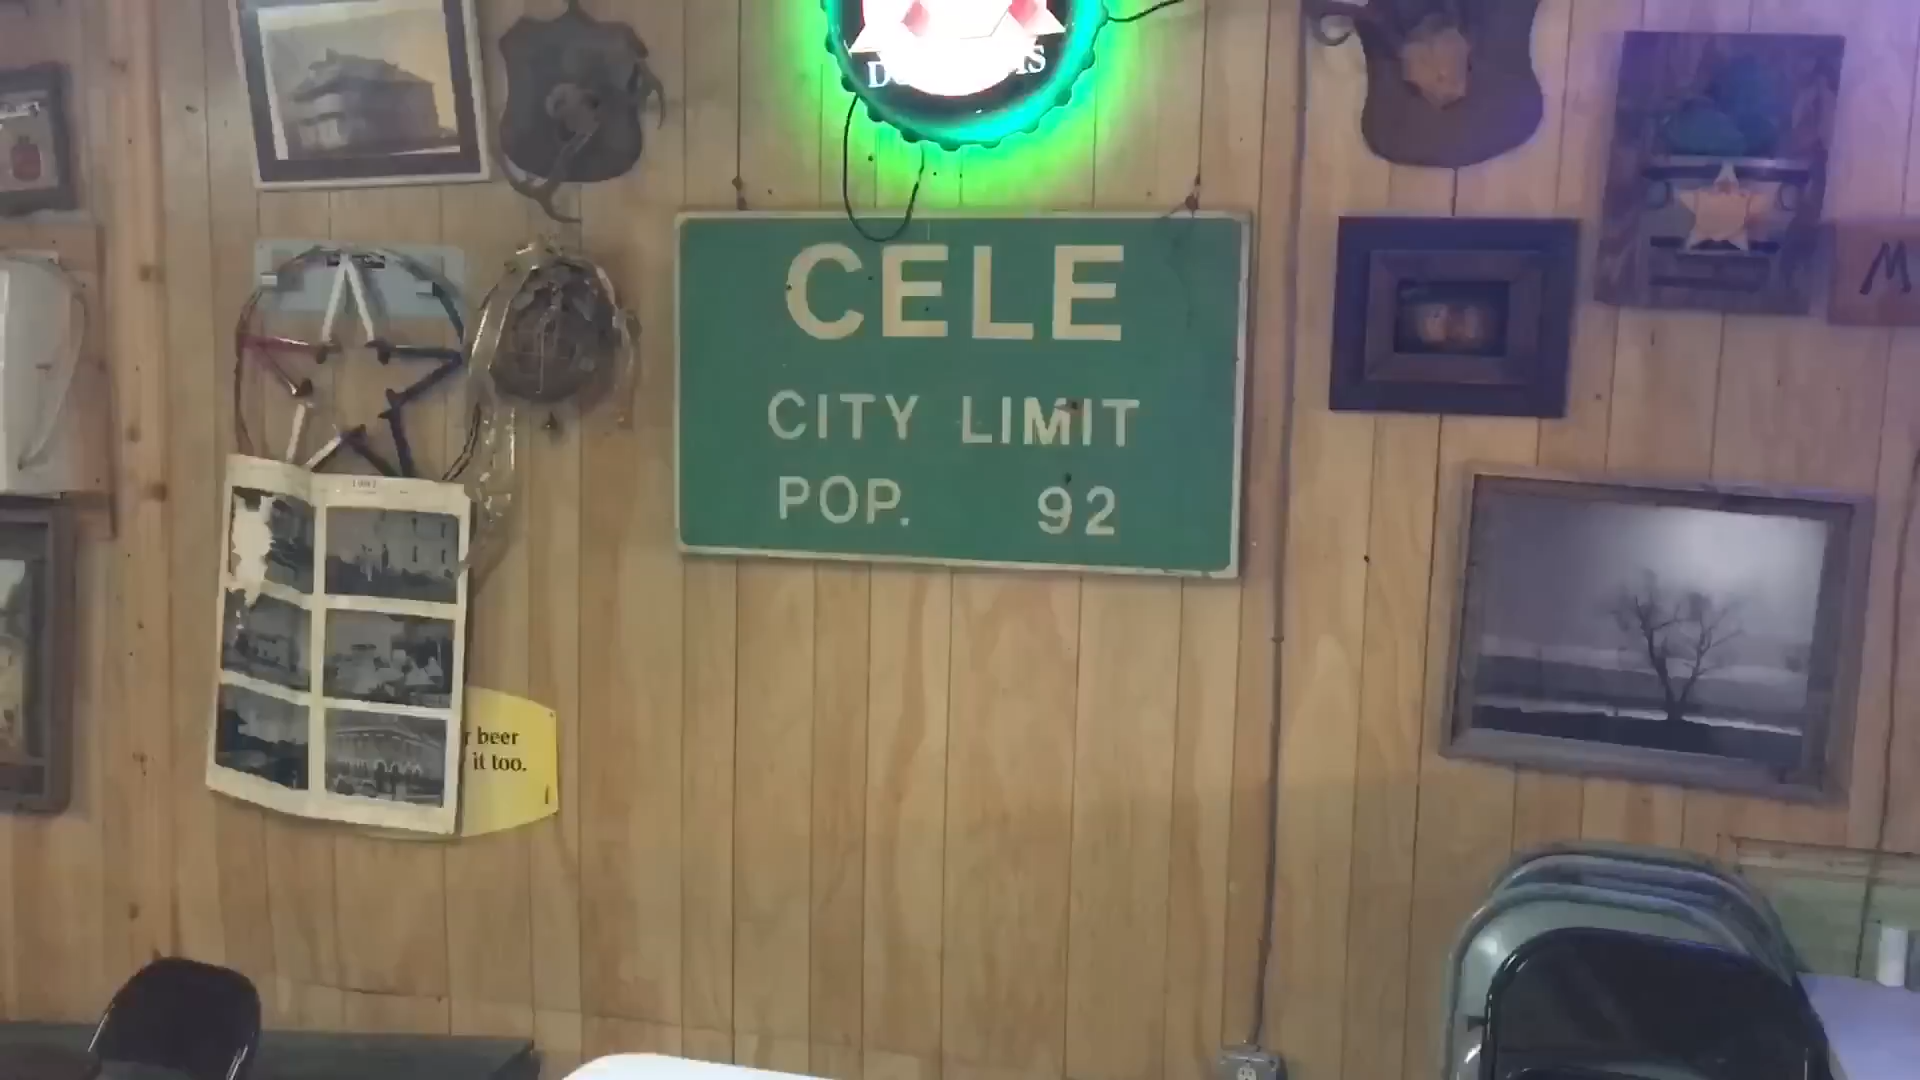 CELE
CITY LIMIT
POP. 92
beer
it too.
M